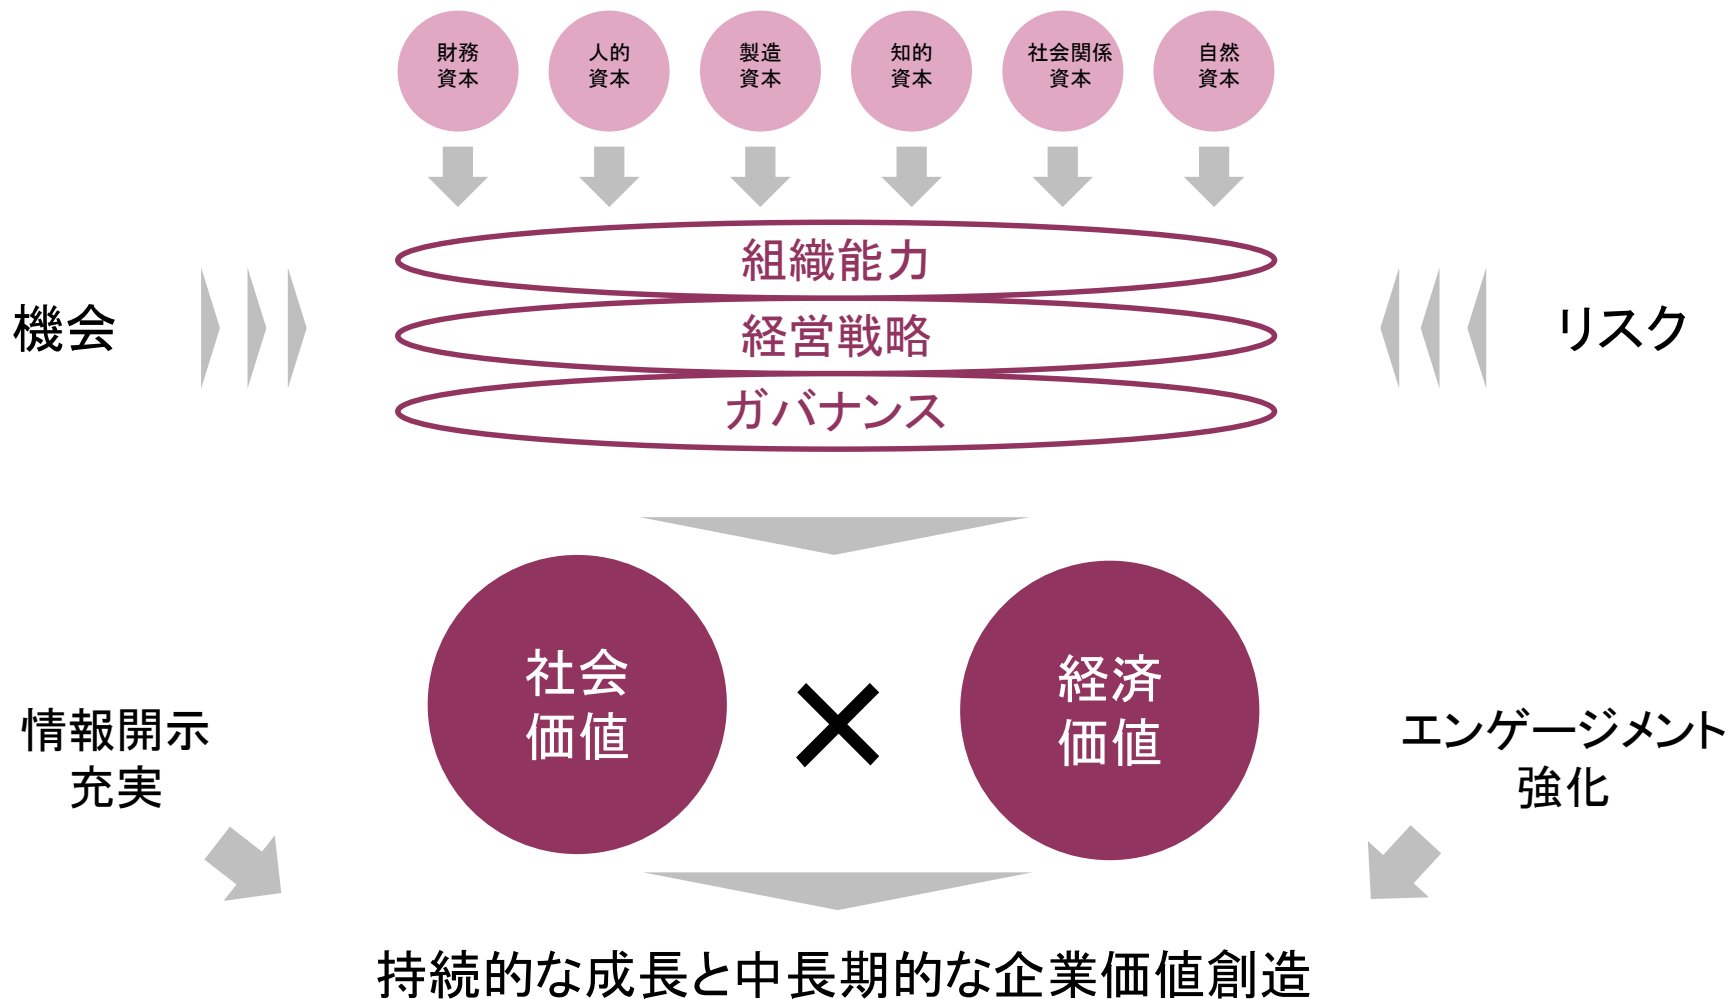 財務
資本
人的
資本
製造
資本
知的
資本
社会関係
資本
自然
資本
組織能力
機会
経営戦略
リスク
ガバナンス
社会
価値
×
経済
価値
情報開示
充実
エンゲージメント
強化
持続的な成長と中長期的な企業価値創造